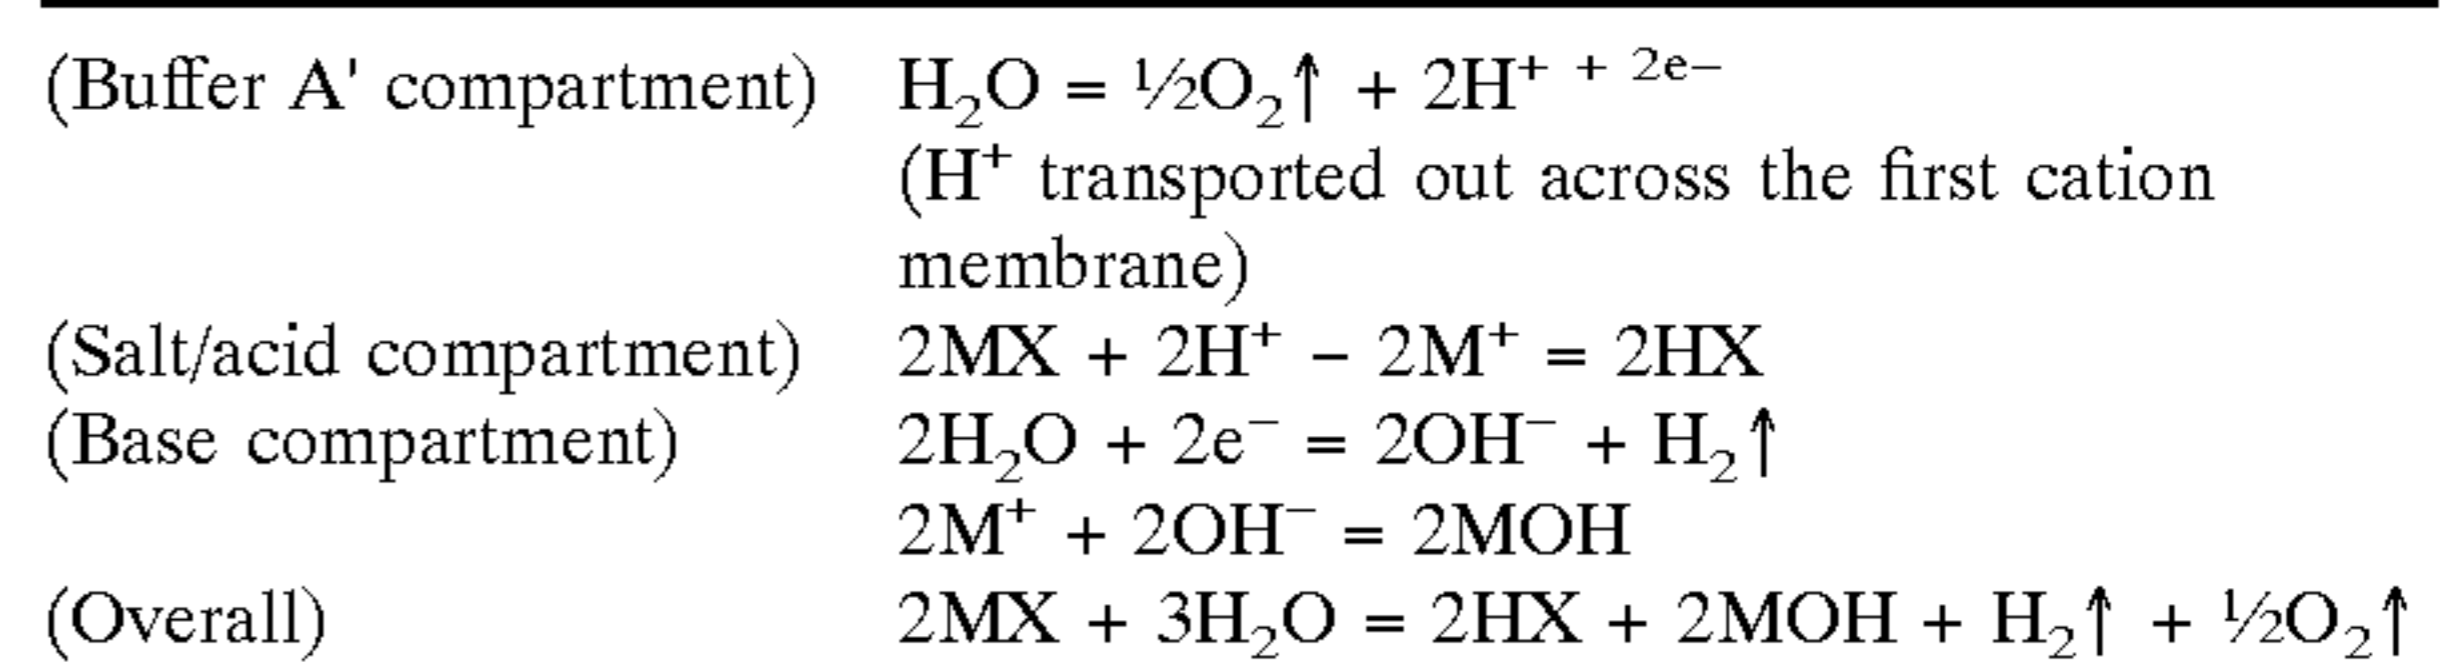 (Buffer A' compartment) H₂O = ½O₂↑ + 2H⁺ ⁺ ²ᵉ⁻
(H⁺ transported out across the first cation
membrane)
(Salt/acid compartment) 2MX + 2H⁺ − 2M⁺ = 2HX
(Base compartment) 2H₂O + 2e⁻ = 2OH⁻ + H₂↑
2M⁺ + 2OH⁻ = 2MOH
(Overall) 2MX + 3H₂O = 2HX + 2MOH + H₂↑ + ½O₂↑